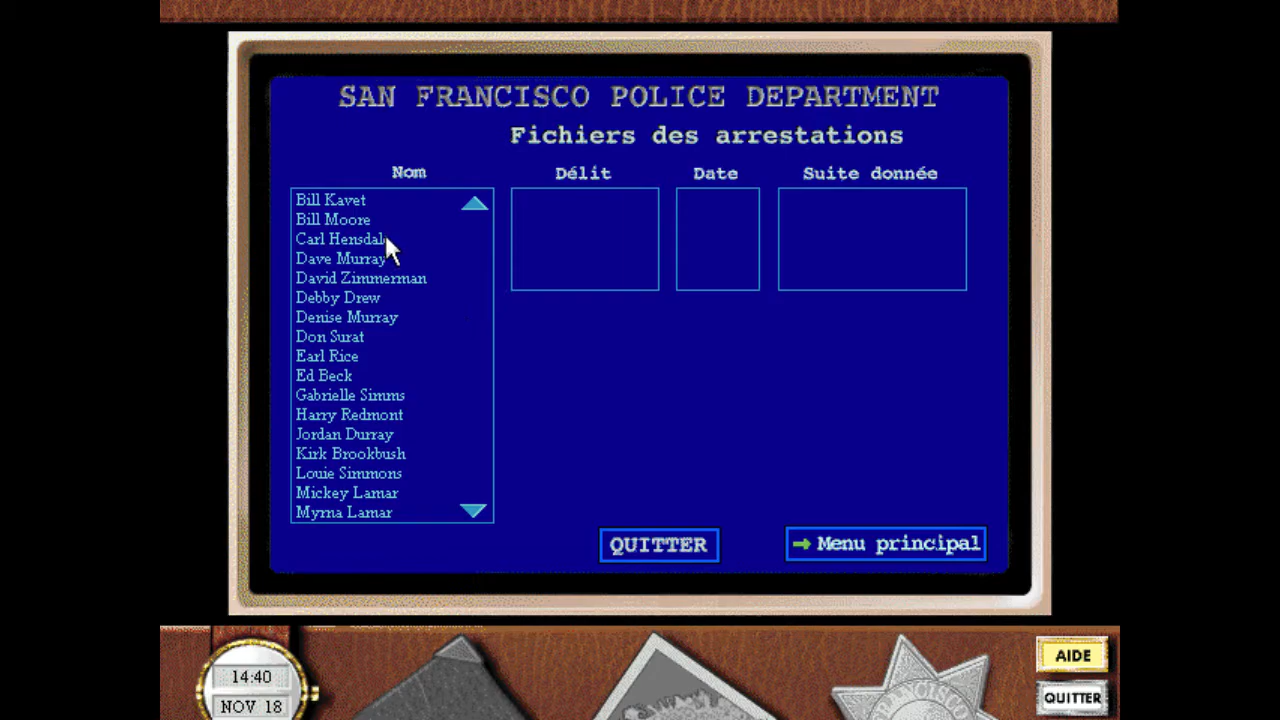 SAN FRANCISCO POLICE DEPARTMENT
Fichiers des arrestations
Nom Délit Date Suite donnée
Bill Kavet
Bill Moore
Carl Hensdale
Dave Murray
David Zimmerman
Debby Drew
Denise Murray
Don Surat
Earl Rice
Ed Beck
Gabrielle Simms
Harry Redmont
Jordan Durray
Kirk Brookbush
Louie Simmons
Mickey Lamar
Myrna Lamar
QUITTER
Menu principal
14:40
NOV 18
FRANCISCO
AIDE
QUITTER